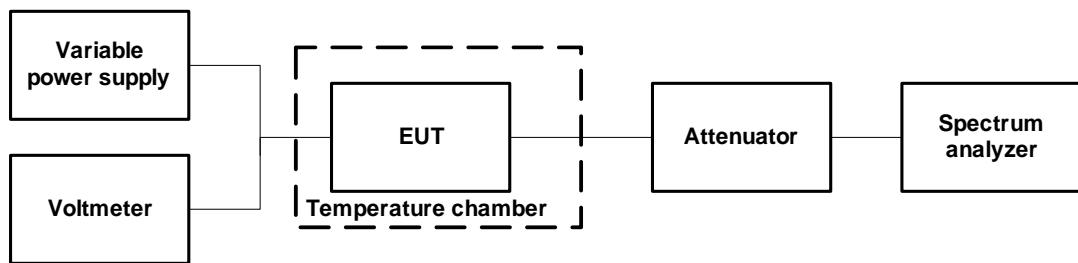 Variable
power supply
Voltmeter
EUT
Temperature chamber
Attenuator
Spectrum
analyzer